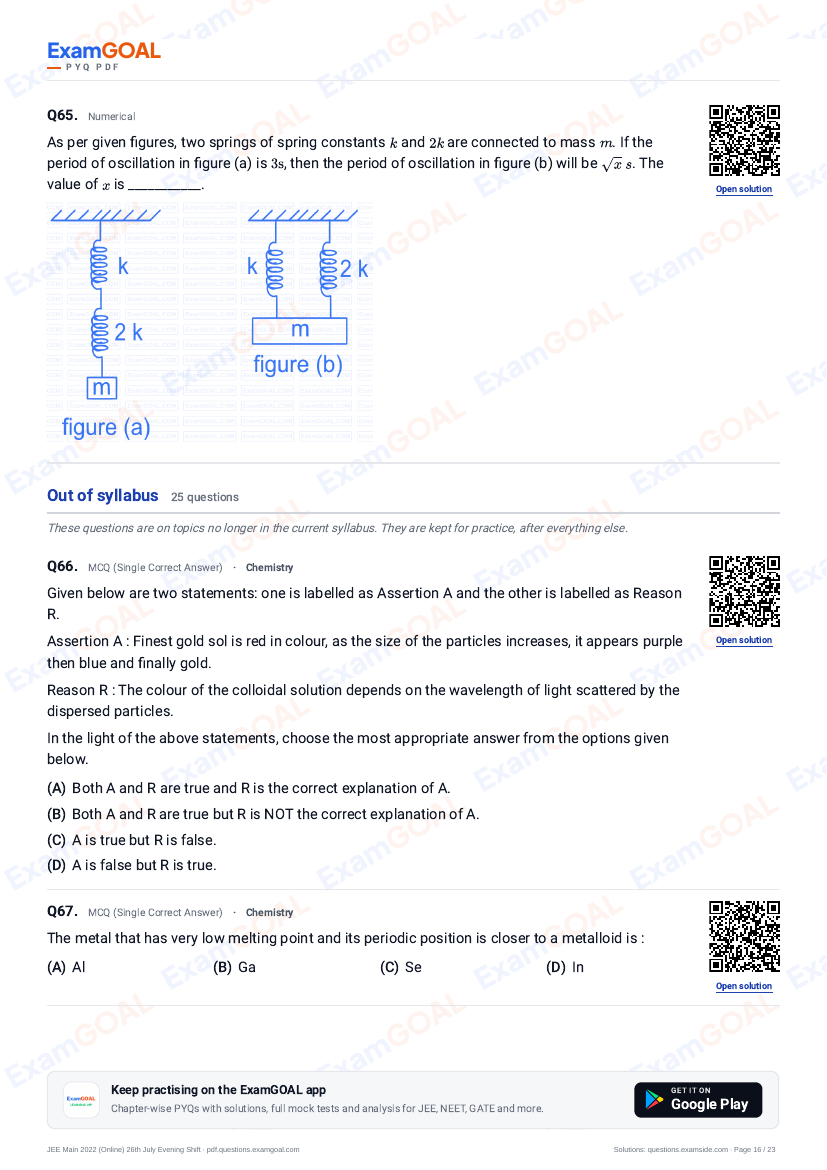 ExamGOAL
PYQ PDF
Q65. Numerical
As per given figures, two springs of spring constants k and 2k are connected to mass m. If the
period of oscillation in figure (a) is 3s, then the period of oscillation in figure (b) will be √x s. The
value of x is ___________.
Open solution
k
2 k
m
figure (a)
k
2 k
m
figure (b)
Out of syllabus 25 questions
These questions are on topics no longer in the current syllabus. They are kept for practice, after everything else.
Q66. MCQ (Single Correct Answer) · Chemistry
Given below are two statements: one is labelled as Assertion A and the other is labelled as Reason
R.
Open solution
Assertion A : Finest gold sol is red in colour, as the size of the particles increases, it appears purple
then blue and finally gold.
Reason R : The colour of the colloidal solution depends on the wavelength of light scattered by the
dispersed particles.
In the light of the above statements, choose the most appropriate answer from the options given
below.
(A) Both A and R are true and R is the correct explanation of A.
(B) Both A and R are true but R is NOT the correct explanation of A.
(C) A is true but R is false.
(D) A is false but R is true.
Q67. MCQ (Single Correct Answer) · Chemistry
The metal that has very low melting point and its periodic position is closer to a metalloid is :
(A) Al (B) Ga (C) Se (D) In
Open solution
Keep practising on the ExamGOAL app
Chapter-wise PYQs with solutions, full mock tests and analysis for JEE, NEET, GATE and more.
GET IT ON
Google Play
JEE Main 2022 (Online) 26th July Evening Shift · pdf.questions.examgoal.com
Solutions: questions.examside.com · Page 16 / 23